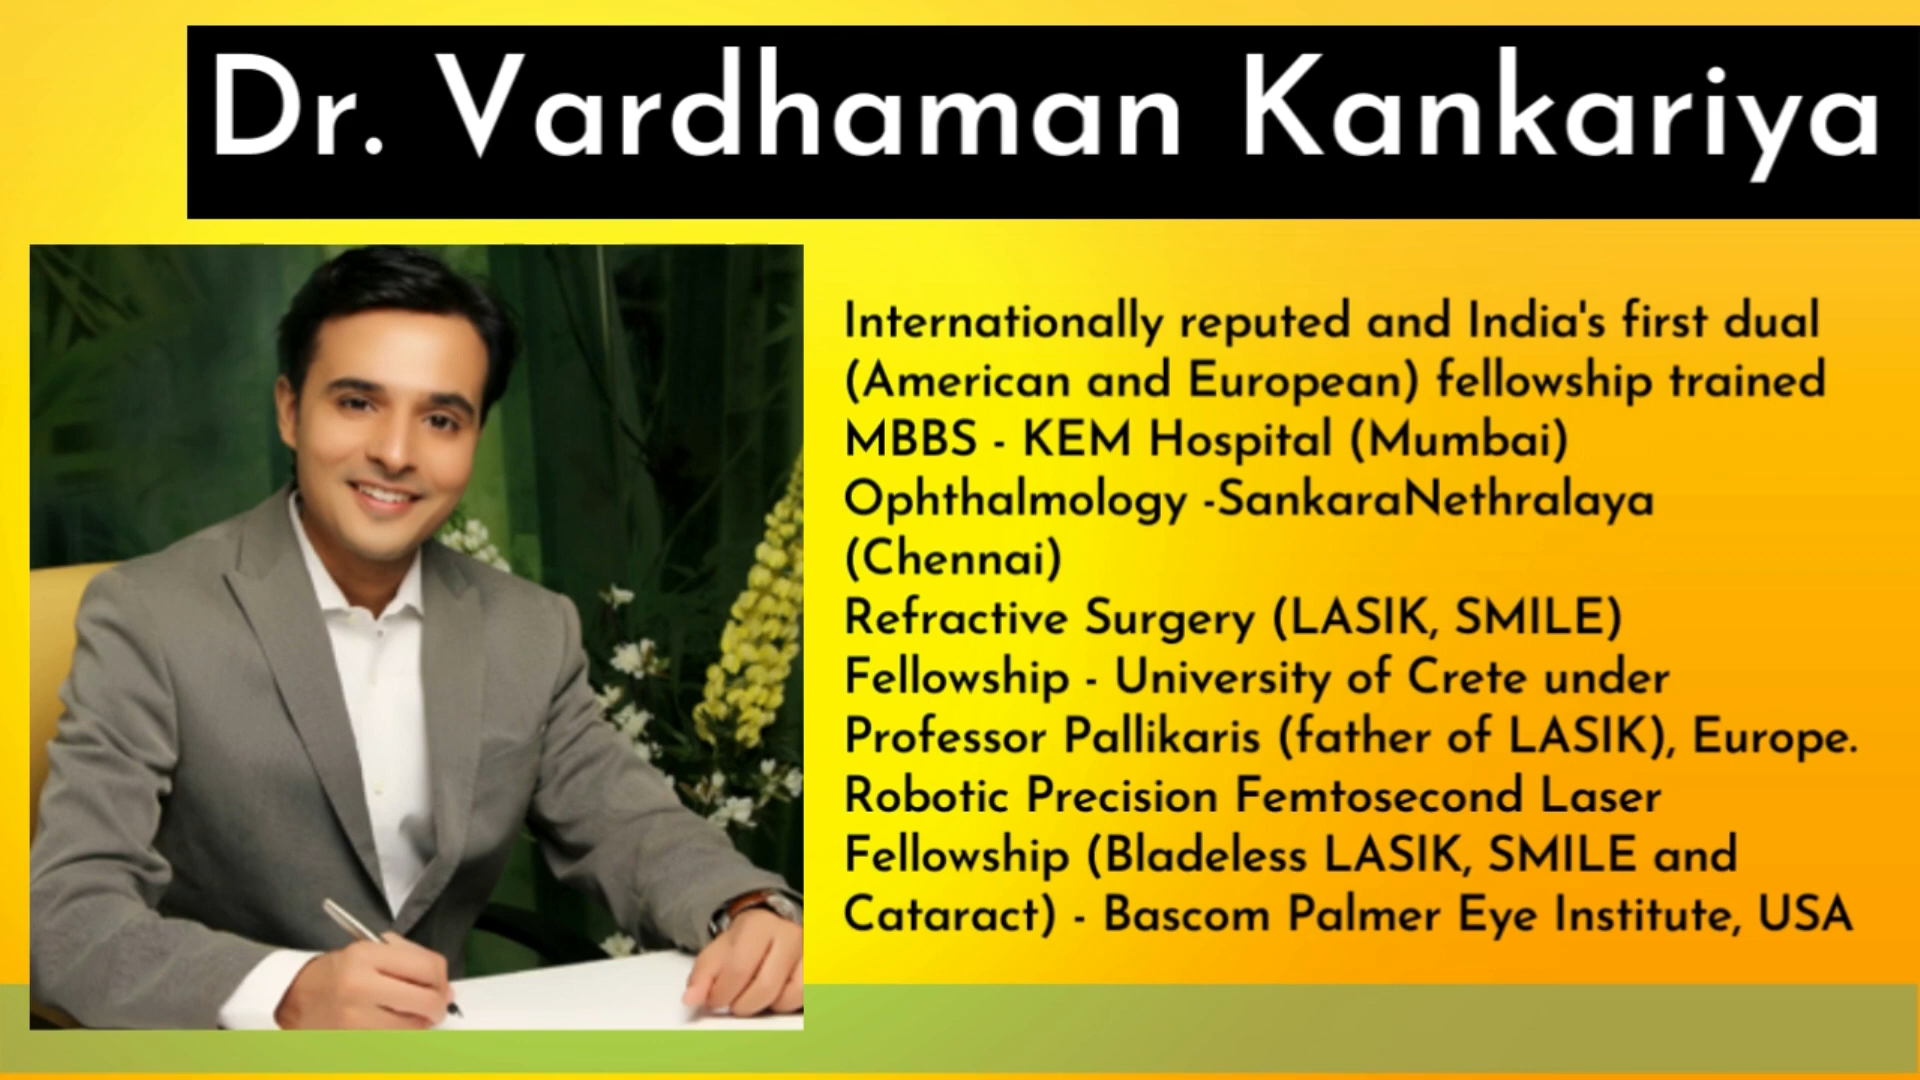 Dr. Vardhaman Kankariya
Internationally reputed and India's first dual
(American and European) fellowship trained
MBBS - KEM Hospital (Mumbai)
Ophthalmology -SankaraNethralaya
(Chennai)
Refractive Surgery (LASIK, SMILE)
Fellowship - University of Crete under
Professor Pallikaris (father of LASIK), Europe.
Robotic Precision Femtosecond Laser
Fellowship (Bladeless LASIK, SMILE and
Cataract) - Bascom Palmer Eye Institute, USA